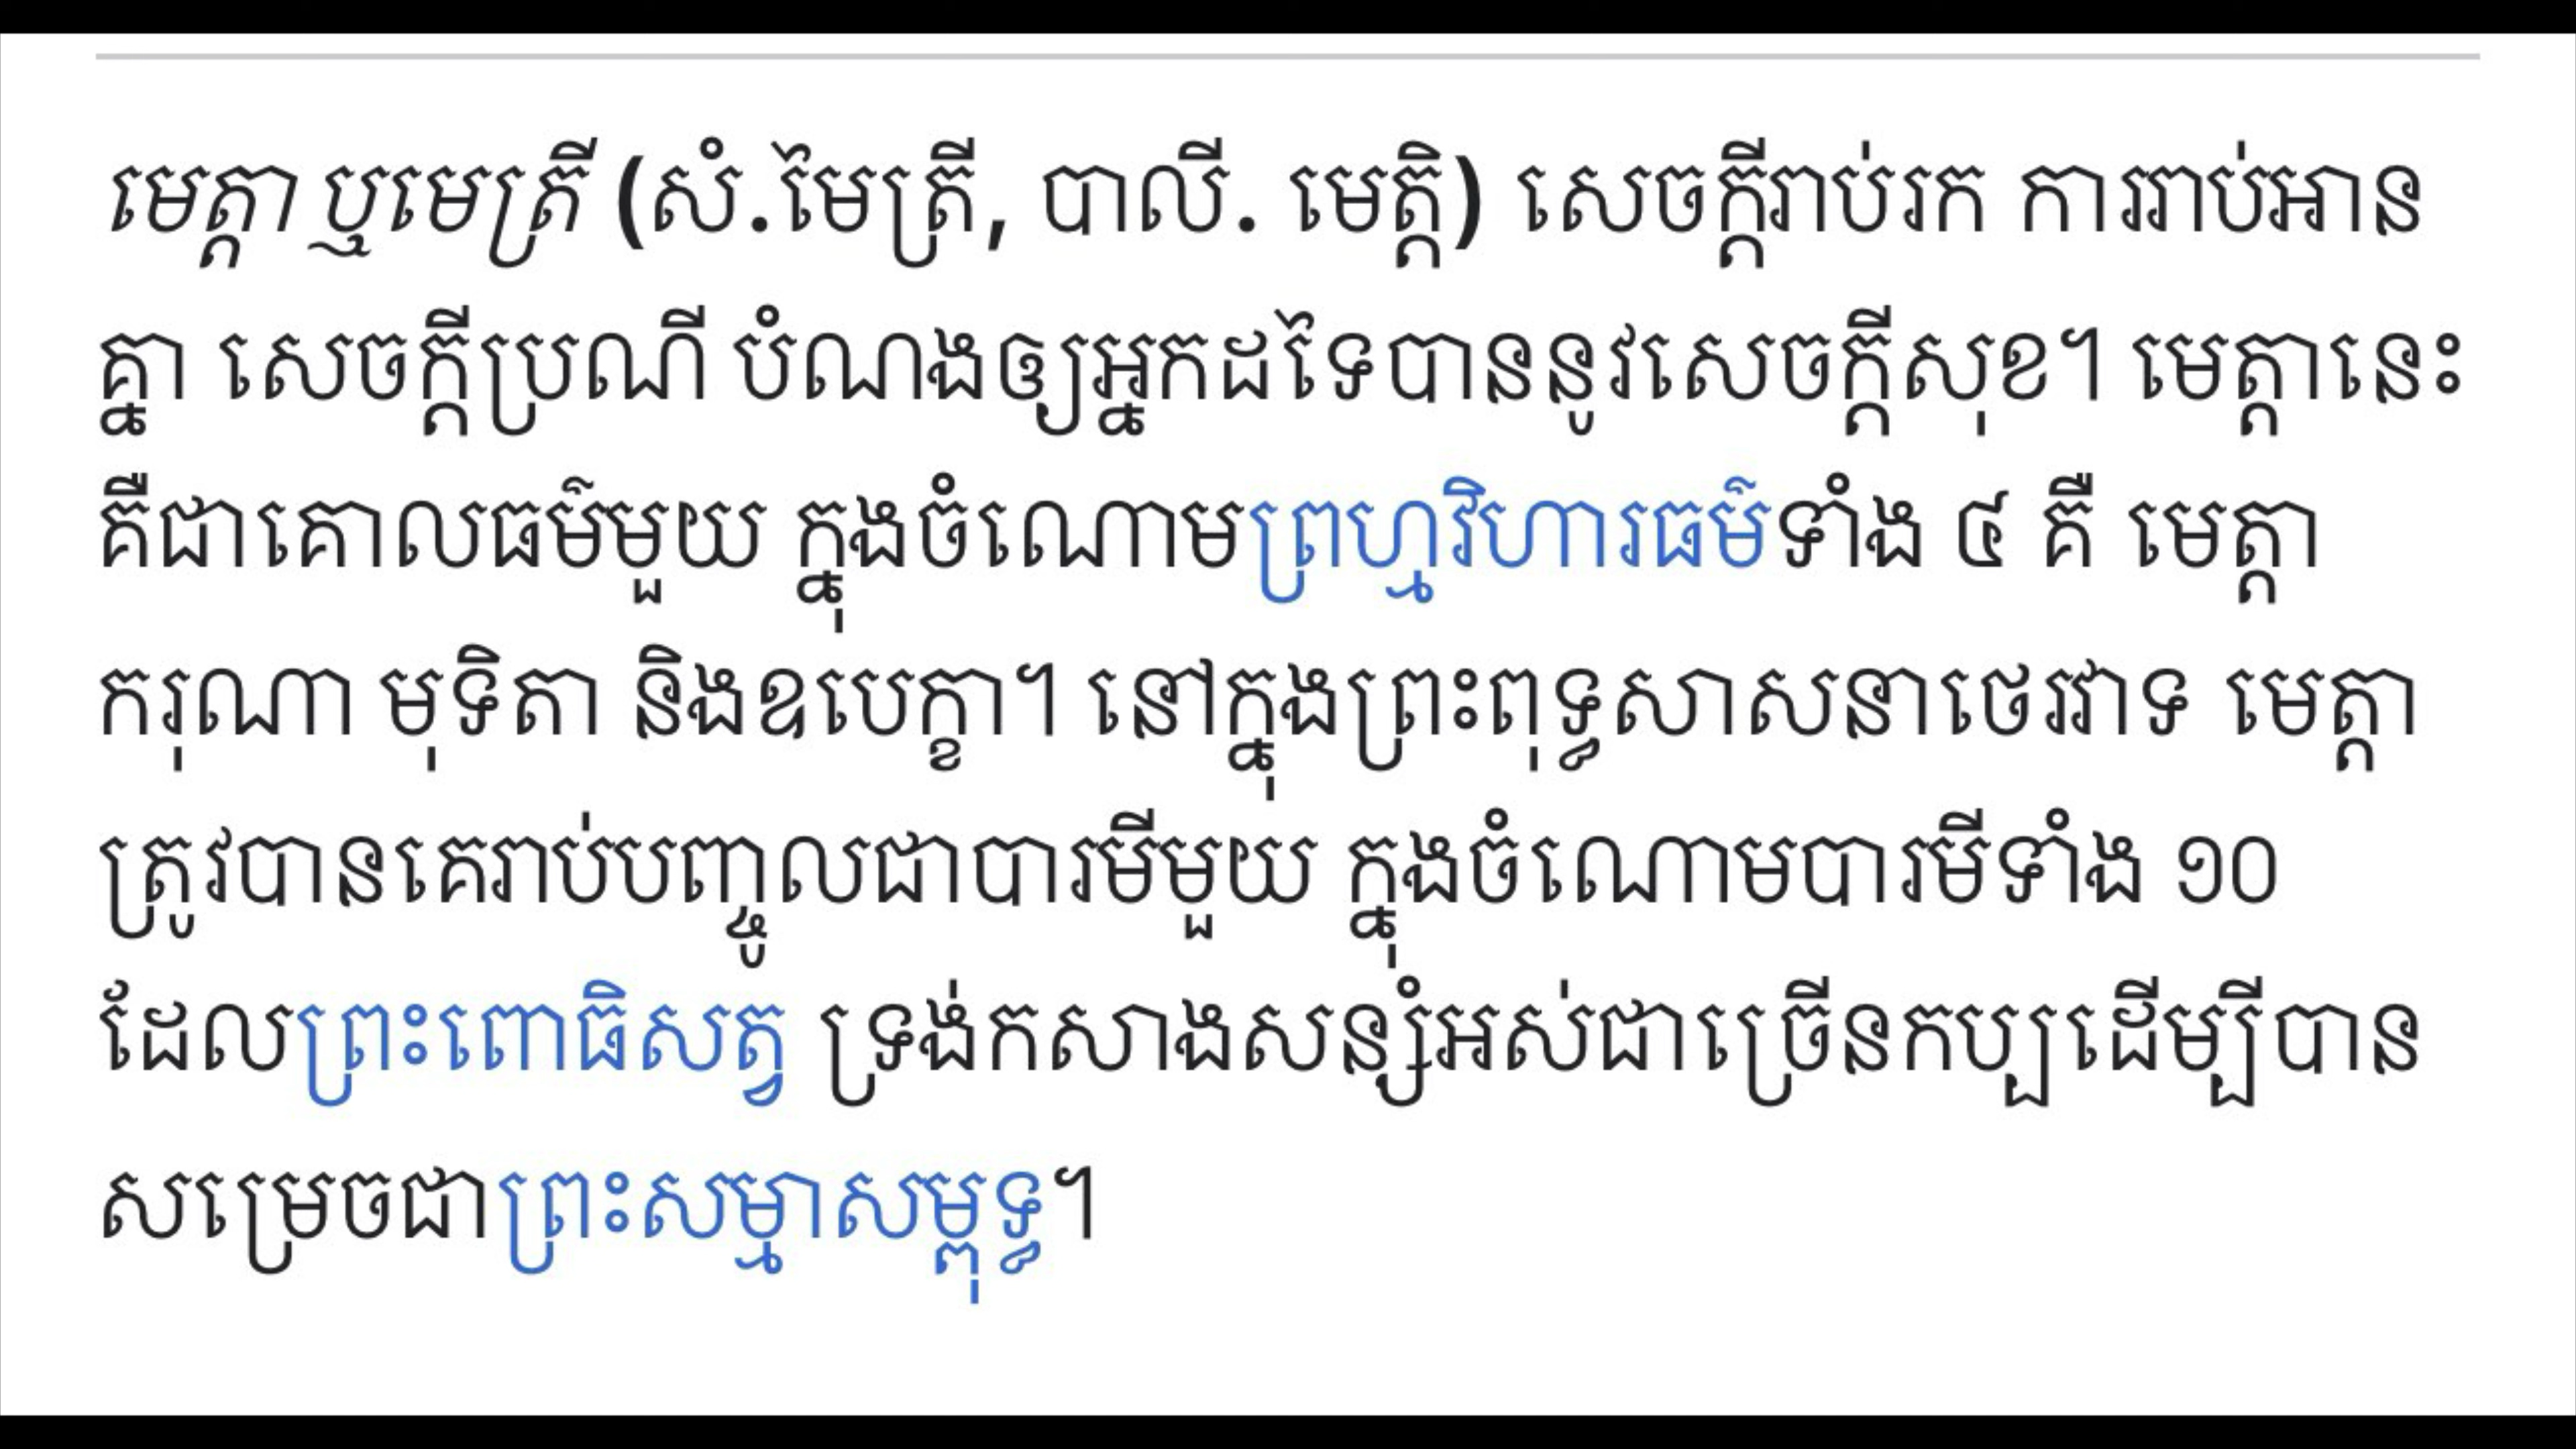 មេត្តា ឬមេត្រី (សំ.មៃត្រី, បាលី. មេត្តិ) សេចក្តីរាប់រក ការរាប់អាន
គ្នា សេចក្តីប្រណី បំណងឲ្យអ្នកដទៃបាននូវសេចក្តីសុខ។ មេត្តានេះ
គឺជាគោលធម៌មួយ ក្នុងចំណោមព្រហ្មវិហារធម៌ទាំង ៤ គឺ មេត្តា
ករុណា មុទិតា និងឧបេក្ខា។ នៅក្នុងព្រះពុទ្ធសាសនាថេរវាទ មេត្តា
ត្រូវបានគេរាប់បញ្ចូលជាបារមីមួយ ក្នុងចំណោមបារមីទាំង ១០
ដែលព្រះពោធិសត្វ ទ្រង់កសាងសន្សំអស់ជាច្រើនកប្បដើម្បីបាន
សម្រេចជាព្រះសម្មាសម្ពុទ្ធ។